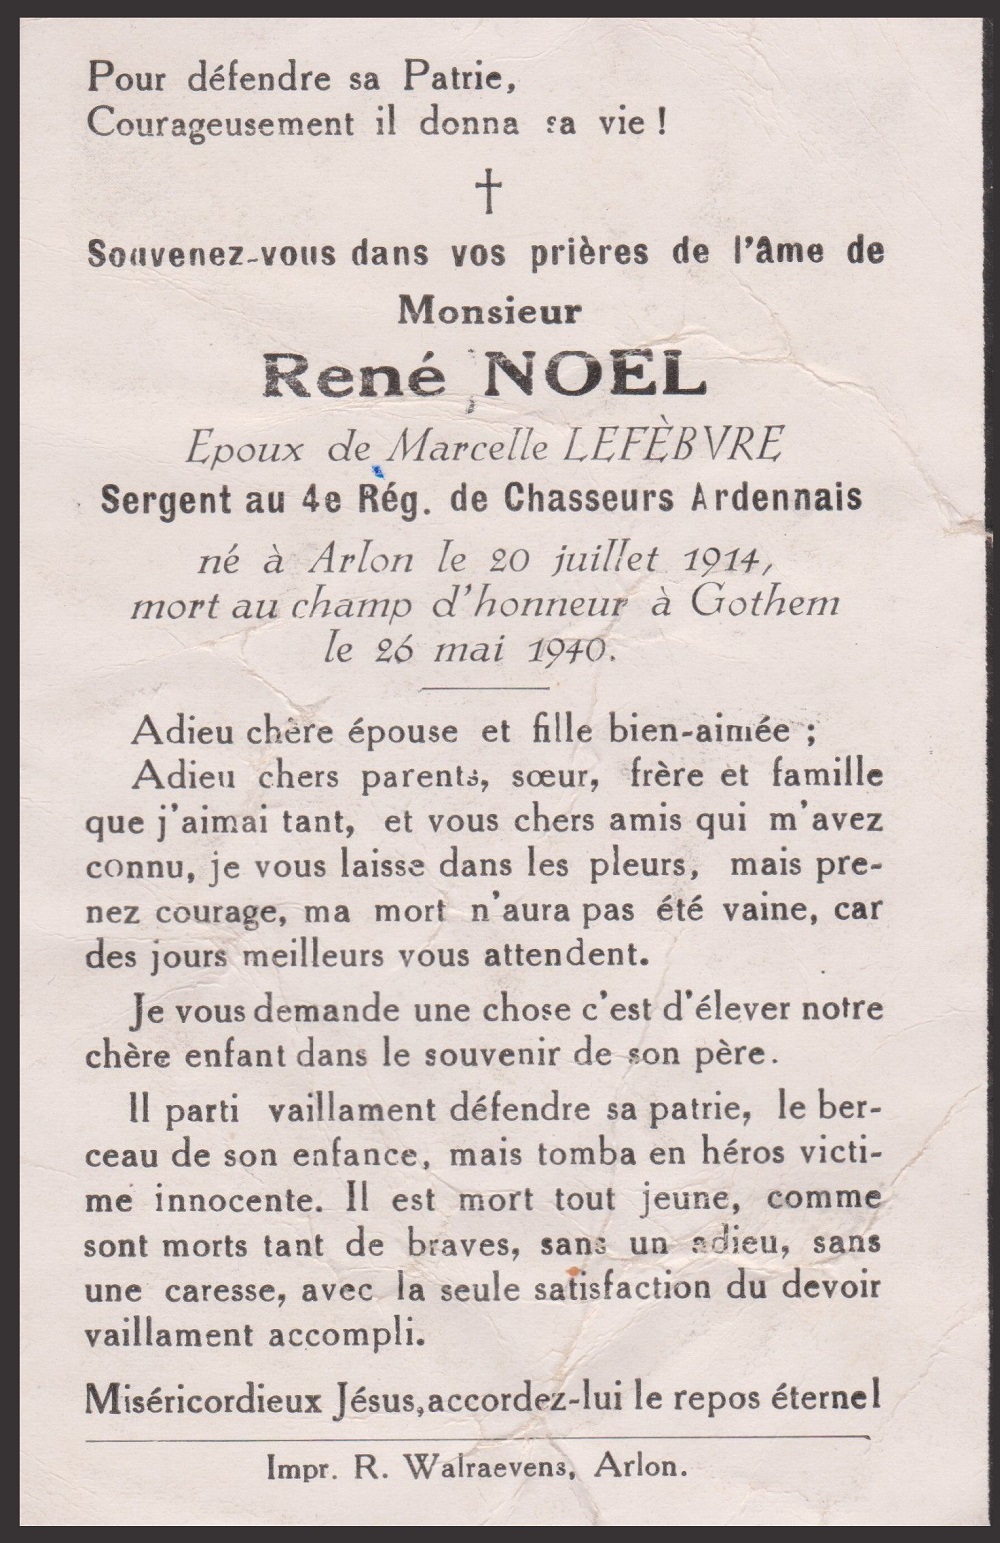 Pour défendre sa Patrie,
Courageusement il donna sa vie !
†
Souvenez-vous dans vos prières de l'âme de
Monsieur
René NOEL
Epoux de Marcelle LEFÈBVRE
Sergent au 4e Rég. de Chasseurs Ardennais
né à Arlon le 20 juillet 1914,
mort au champ d'honneur à Gothem
le 26 mai 1940.
Adieu chère épouse et fille bien-aimée ;
Adieu chers parents, sœur, frère et famille
que j'aimai tant, et vous chers amis qui m'avez
connu, je vous laisse dans les pleurs, mais pre-
nez courage, ma mort n'aura pas été vaine, car
des jours meilleurs vous attendent.
Je vous demande une chose c'est d'élever notre
chère enfant dans le souvenir de son père.
Il parti vaillament défendre sa patrie, le ber-
ceau de son enfance, mais tomba en héros victi-
me innocente. Il est mort tout jeune, comme
sont morts tant de braves, sans un adieu, sans
une caresse, avec la seule satisfaction du devoir
vaillament accompli.
Miséricordieux Jésus, accordez-lui le repos éternel
Impr. R. Walraevens, Arlon.